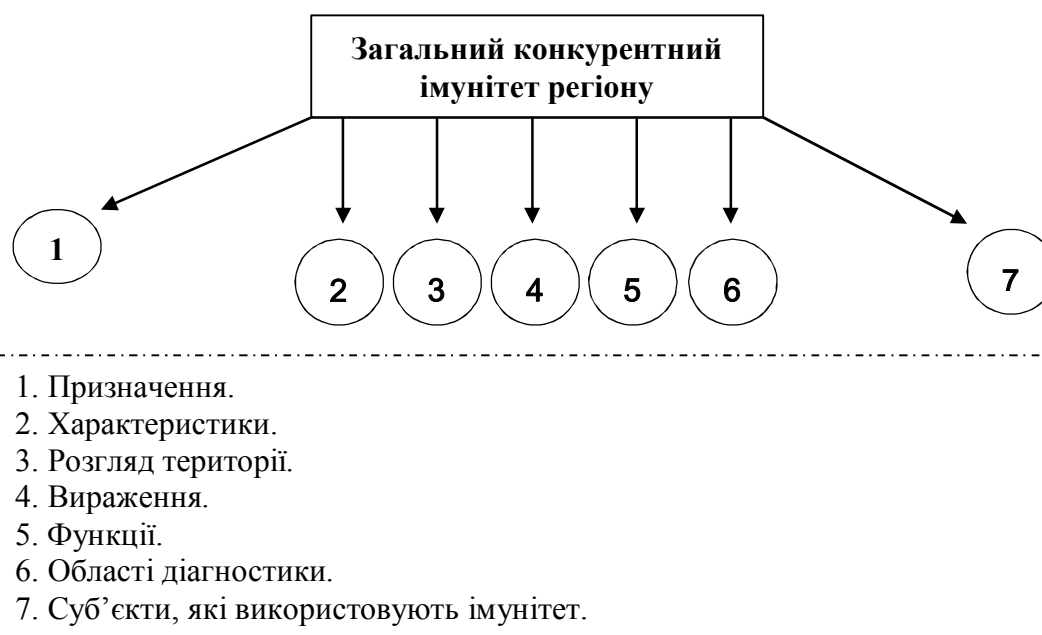 Загальний конкурентний
імунітет регіону
1
2
3
4
5
6
7
1. Призначення.
2. Характеристики.
3. Розгляд території.
4. Вираження.
5. Функції.
6. Області діагностики.
7. Суб’єкти, які використовують імунітет.